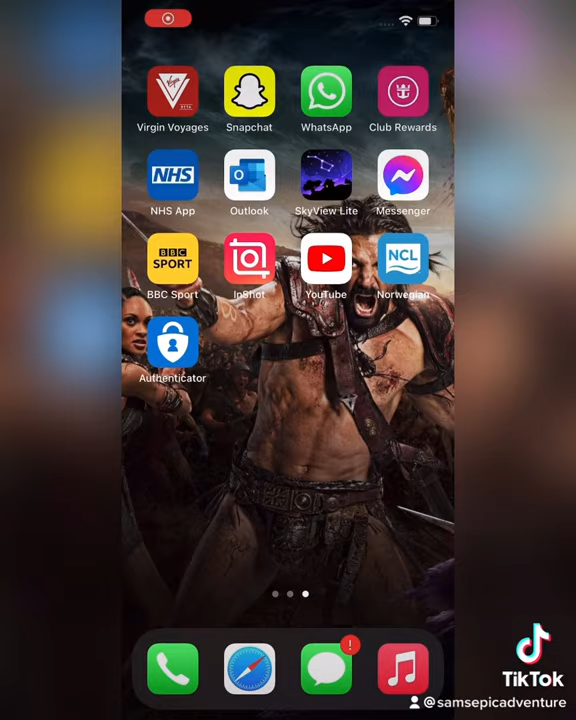 Virgin Voyages Snapchat WhatsApp Club Rewards
NHS
NHS App Outlook SkyView Lite Messenger
BBC
SPORT
NCL
BBC Sport InShot YouTube Norwegian
Authenticator
!
TikTok
@samsepicadventure